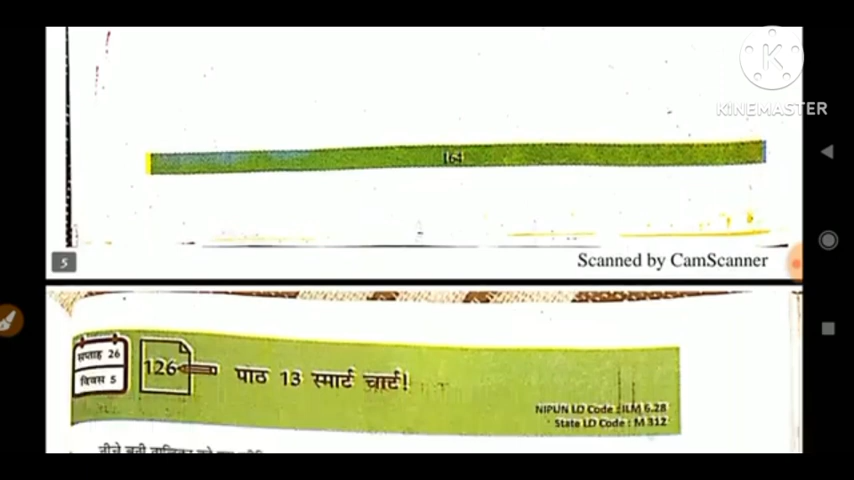 KINEMASTER
164
5
Scanned by CamScanner
सप्ताह 26
दिवस 5
126
पाठ 13 स्मार्ट चार्ट!
NIPUN LO Code : ILM 6.28
State LO Code : M 312
नीचे बनी तालिका को